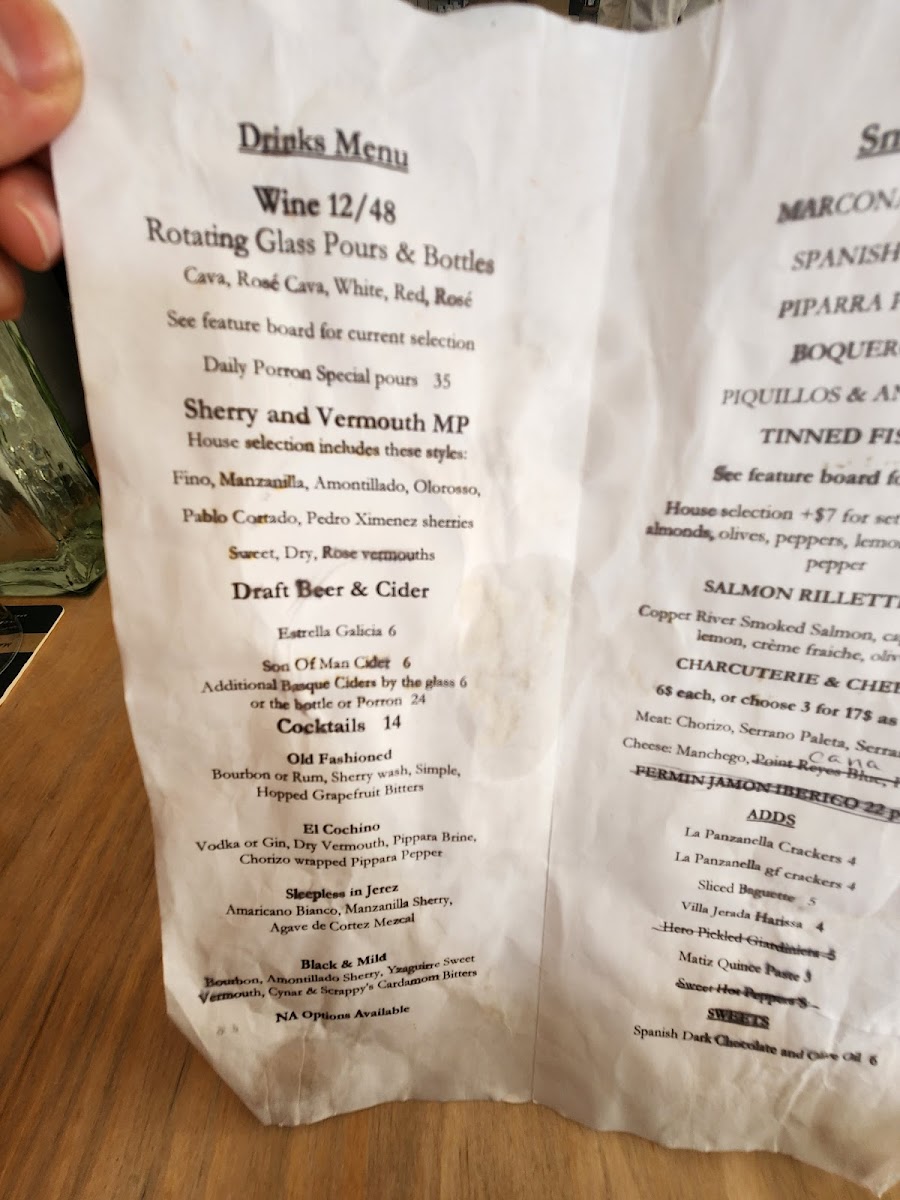 Drinks Menu
Wine 12/48
Rotating Glass Pours & Bottles
Cava, Rosé Cava, White, Red, Rosé
See feature board for current selection
Daily Porron Special pours 35
Sherry and Vermouth MP
House selection includes these styles:
Fino, Manzanilla, Amontillado, Olorosso,
Pablo Cortado, Pedro Ximenez sherries
Sweet, Dry, Rose vermouths
Draft Beer & Cider
Estrella Galicia 6
Son Of Man Cider 6
Additional Basque Ciders by the glass 6
or the bottle or Porron 24
Cocktails 14
Old Fashioned
Bourbon or Rum, Sherry wash, Simple,
Hopped Grapefruit Bitters
El Cochino
Vodka or Gin, Dry Vermouth, Pippara Brine,
Chorizo wrapped Pippara Pepper
Sleepless in Jerez
Amaricano Bianco, Manzanilla Sherry,
Agave de Cortez Mezcal
Black & Mild
Bourbon, Amontillado Sherry, Yzaguirre Sweet
Vermouth, Cynar & Scrappy's Cardamom Bitters
NA Options Available
Sm
MARCONA
SPANISH
PIPARRA P
BOQUER
PIQUILLOS & AN
TINNED FIS
See feature board fo
House selection +$7 for set
almonds, olives, peppers, lemo
pepper
SALMON RILLETT
Copper River Smoked Salmon, ca
lemon, crème fraiche, oliv
CHARCUTERIE & CHE
6$ each, or choose 3 for 17$ as
Meat: Chorizo, Serrano Paleta, Serra
Cana
Cheese: Manchego, Point Reyes Blue,
FERMIN JAMON IBERICO 22 p
ADDS
La Panzanella Crackers 4
La Panzanella gf crackers 4
Sliced Baguette 5
Villa Jerada Harissa 4
Hero Pickled Giardiniera 5
Matiz Quince Paste 3
Sweet Hot Peppers 8
SWEETS
Spanish Dark Chocolate and Olive Oil 6